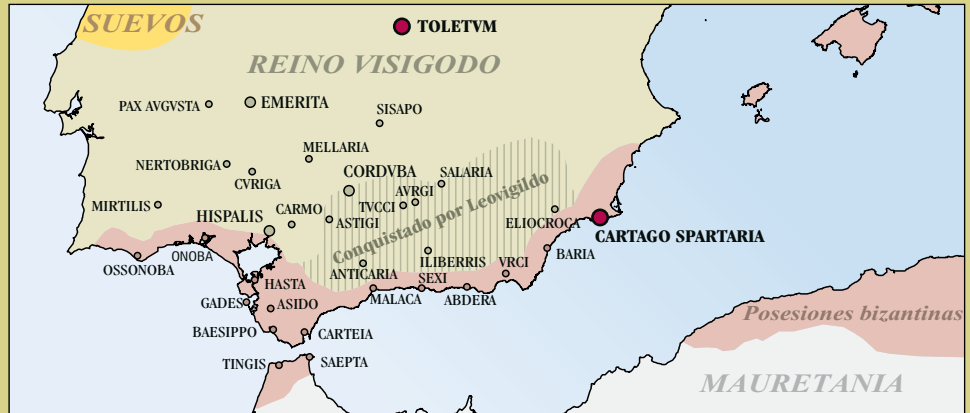 SUEVOS
TOLETVM
REINO VISIGODO
PAX AVGVSTA
EMERITA
SISAPO
MELLARIA
NERTOBRIGA
CVRIGA
CORDVBA
SALARIA
AVRGI
TVCCI
MIRTILIS
HISPALIS
CARMO
ASTIGI
Conquistado por Leovigildo
ELIOCROCA
CARTAGO SPARTARIA
OSSONOBA
ONOBA
BARIA
ILIBERRIS
VRCI
ANTICARIA
SEXI
HASTA
GADES
ASIDO
MALACA
ABDERA
BAESIPPO
CARTEIA
Posesiones bizantinas
TINGIS
SAEPTA
MAURETANIA